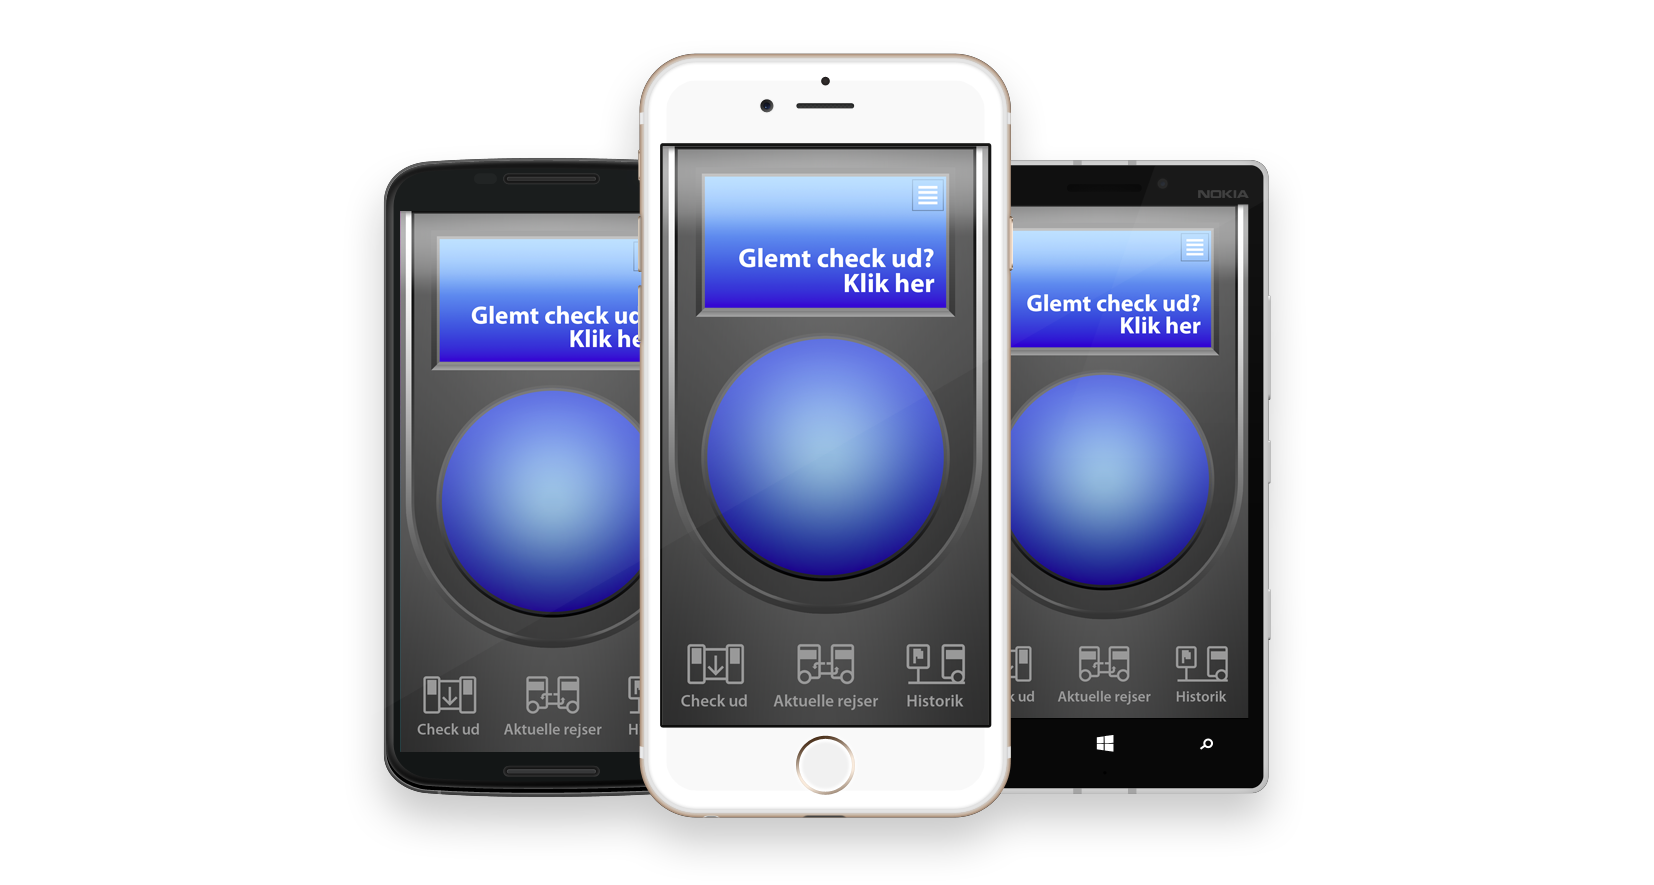 Glemt check ud
Klik he
Check ud
Aktuelle rejser
H
Glemt check ud?
Klik her
Check ud
Aktuelle rejser
Historik
NOKIA
Glemt check ud?
Klik her
k ud
Aktuelle rejser
Historik